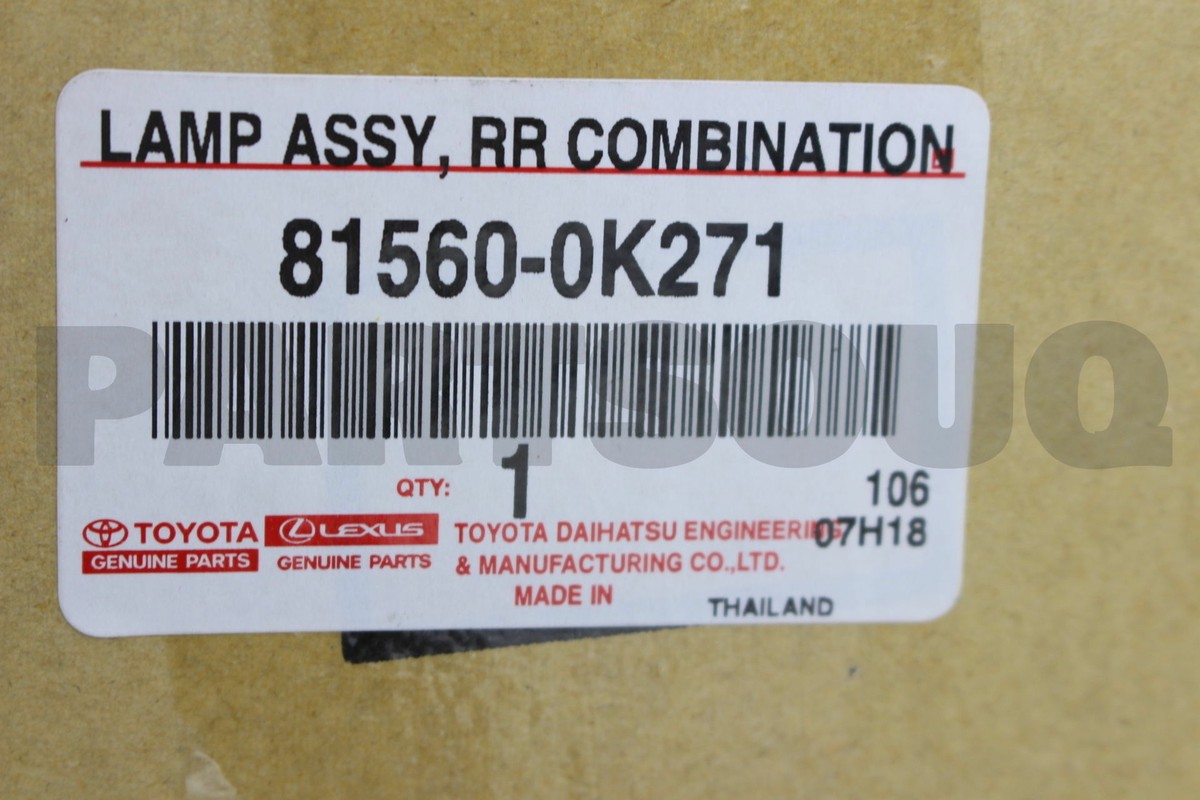 LAMP ASSY, RR COMBINATION
81560-0K271
PARTSOUQ
QTY: 1
106
TOYOTA
GENUINE PARTS
LEXUS
GENUINE PARTS
TOYOTA DAIHATSU ENGINEERING
& MANUFACTURING CO.,LTD.
07H18
MADE IN THAILAND